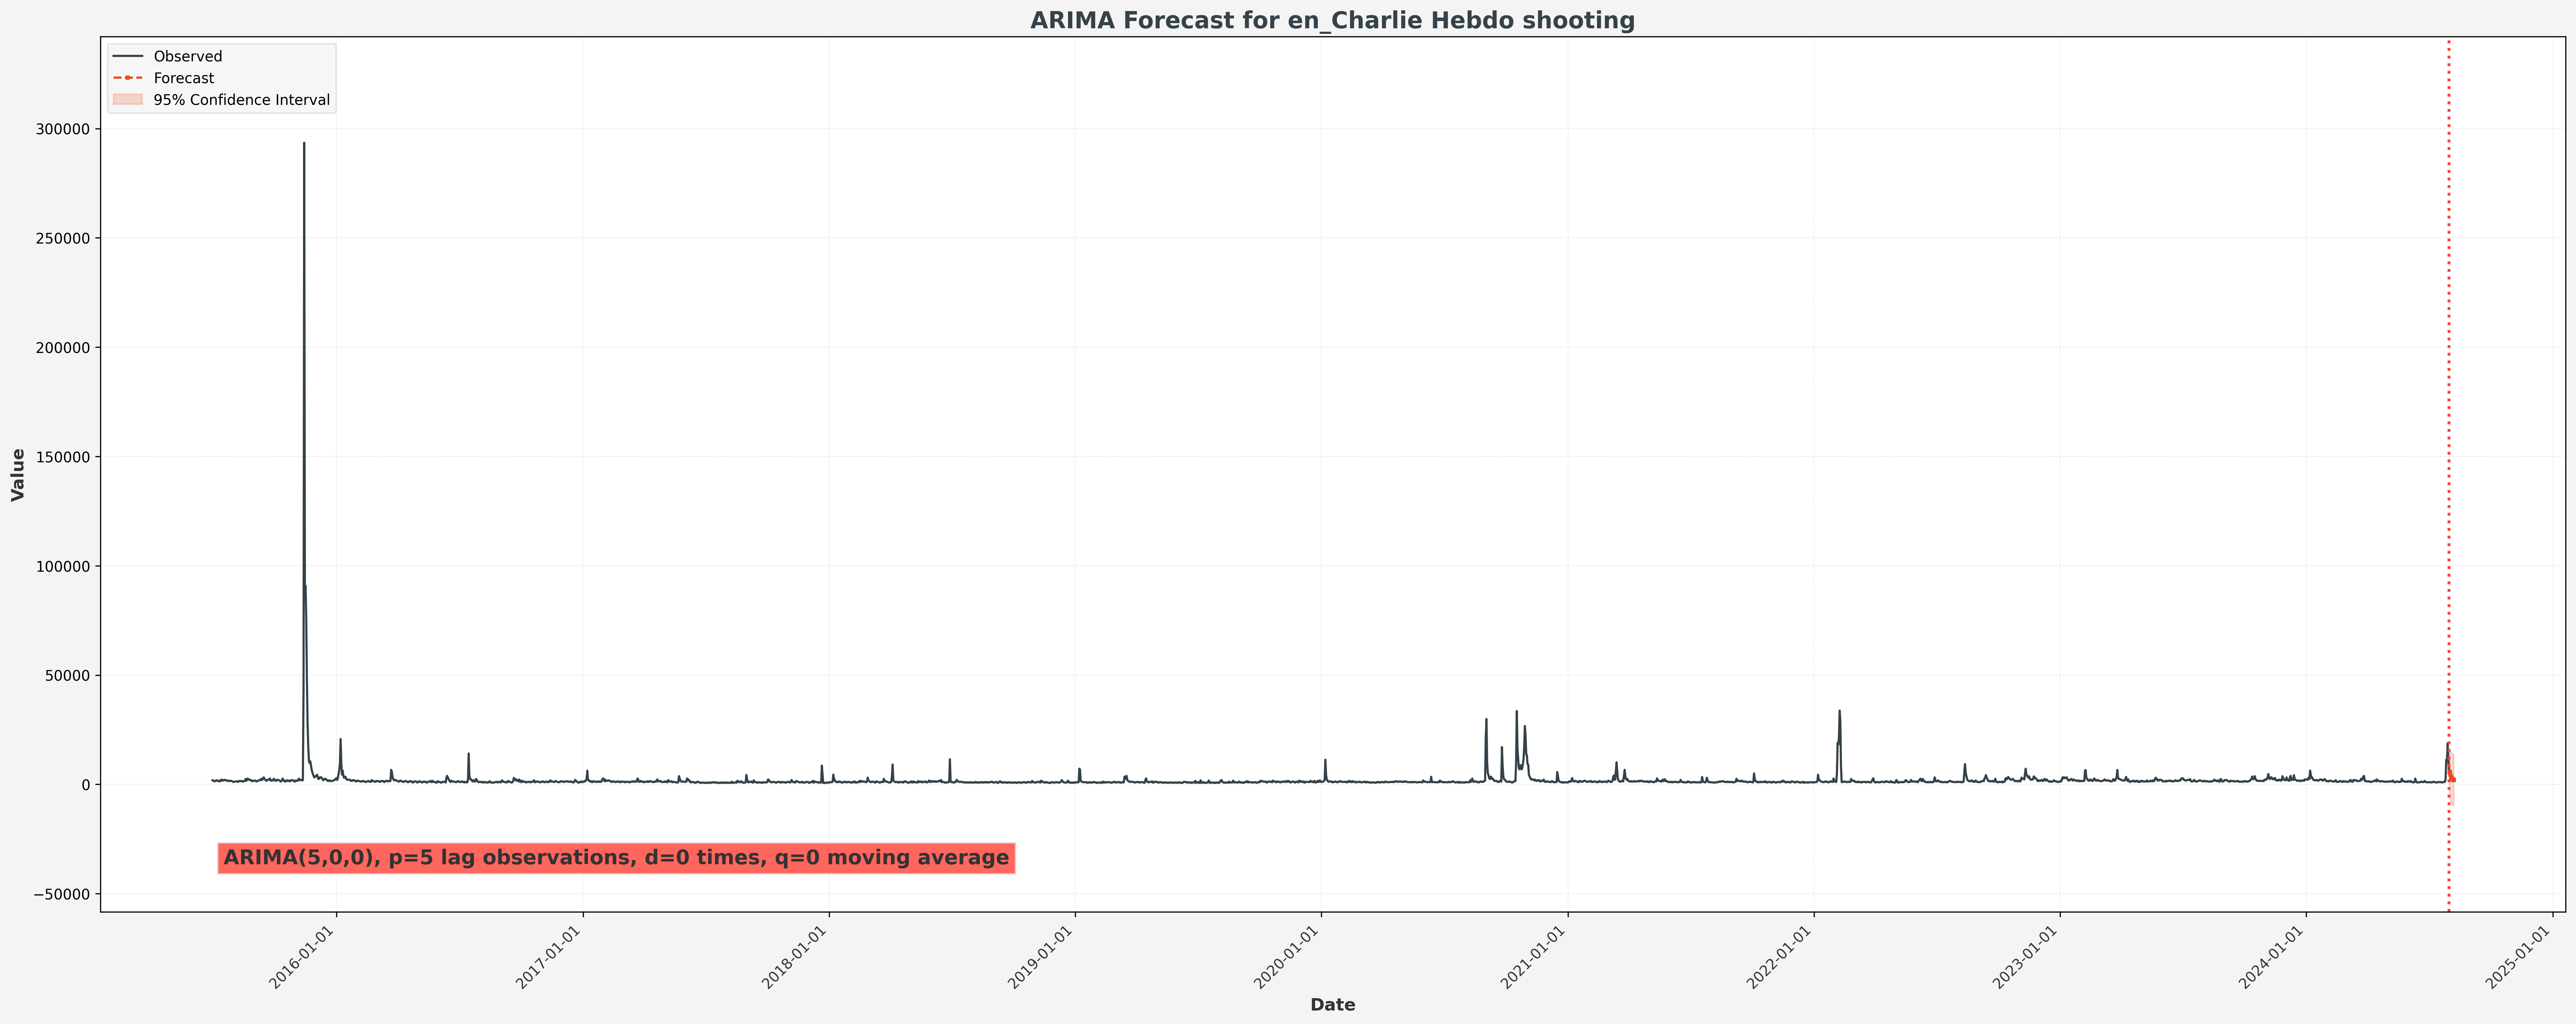 ARIMA Forecast for en_Charlie Hebdo shooting
Observed
Forecast
95% Confidence Interval
Value
300000
250000
200000
150000
100000
50000
0
−50000
ARIMA(5,0,0), p=5 lag observations, d=0 times, q=0 moving average
2016-01-01
2017-01-01
2018-01-01
2019-01-01
2020-01-01
2021-01-01
2022-01-01
2023-01-01
2024-01-01
2025-01-01
Date